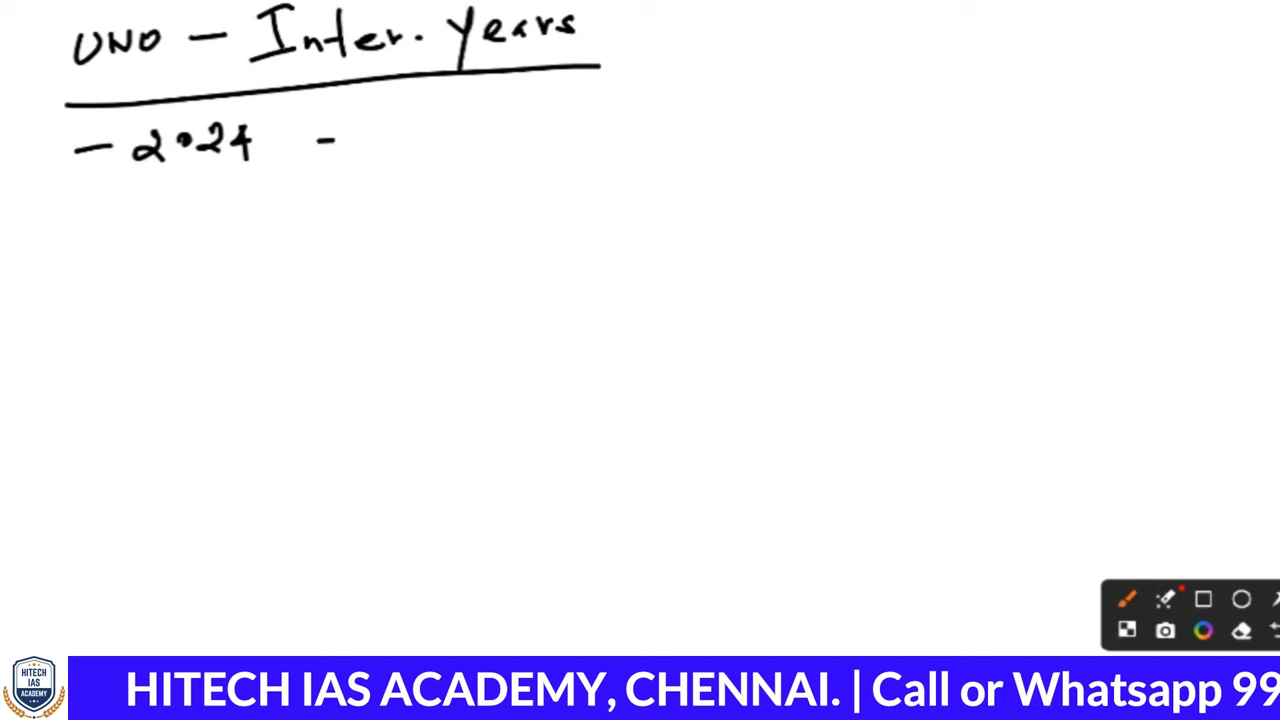 UNO - Inter. Years
- 2024 -
HITECH
IAS
ACADEMY
HITECH IAS ACADEMY, CHENNAI. | Call or Whatsapp 99